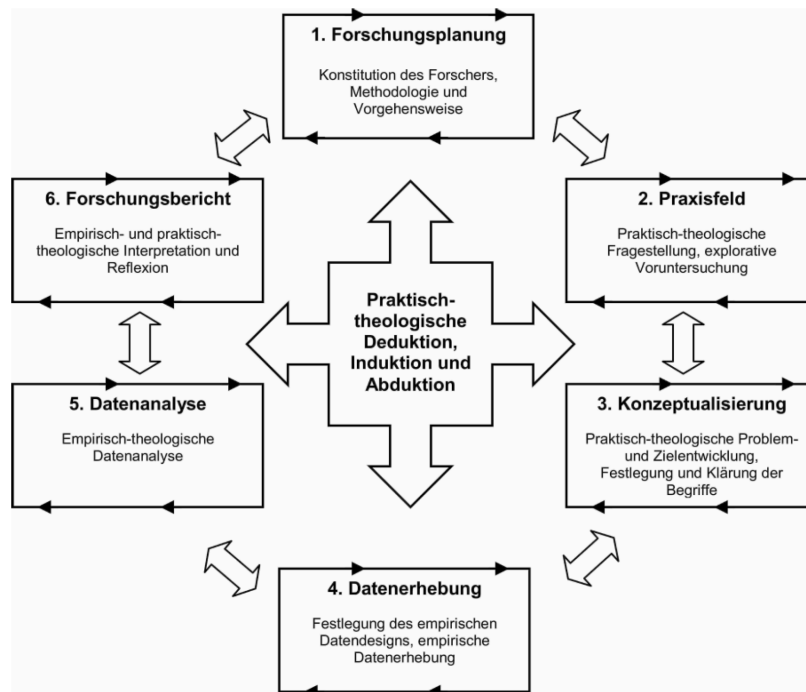 1. Forschungsplanung
Konstitution des Forschers,
Methodologie und
Vorgehensweise
2. Praxisfeld
Praktisch-theologische
Fragestellung, explorative
Voruntersuchung
3. Konzeptualisierung
Praktisch-theologische Problem-
und Zielentwicklung,
Festlegung und Klärung der
Begriffe
4. Datenerhebung
Festlegung des empirischen
Datendesigns, empirische
Datenerhebung
5. Datenanalyse
Empirisch-theologische
Datenanalyse
6. Forschungsbericht
Empirisch- und praktisch-
theologische Interpretation und
Reflexion
Praktisch-
theologische
Deduktion,
Induktion und
Abduktion